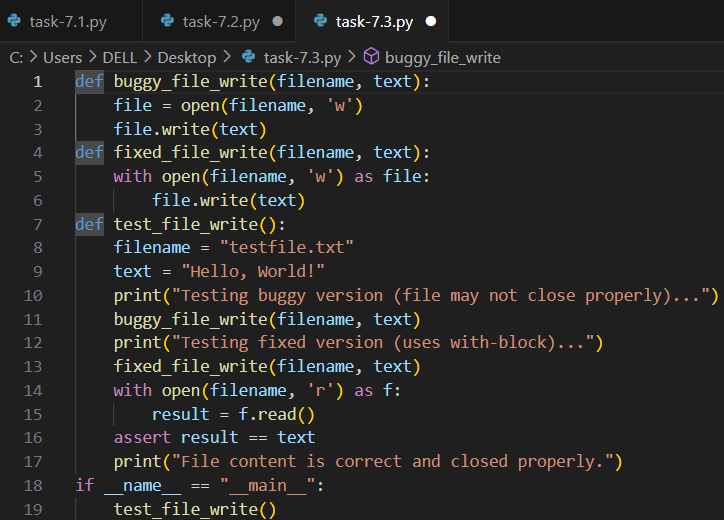 task-7.1.py task-7.2.py task-7.3.py
C: > Users > DELL > Desktop > task-7.3.py > buggy_file_write
1 def buggy_file_write(filename, text):
2     file = open(filename, 'w')
3     file.write(text)
4 def fixed_file_write(filename, text):
5     with open(filename, 'w') as file:
6         file.write(text)
7 def test_file_write():
8     filename = "testfile.txt"
9     text = "Hello, World!"
10     print("Testing buggy version (file may not close properly)...")
11     buggy_file_write(filename, text)
12     print("Testing fixed version (uses with-block)...")
13     fixed_file_write(filename, text)
14     with open(filename, 'r') as f:
15         result = f.read()
16     assert result == text
17     print("File content is correct and closed properly.")
18 if __name__ == "__main__":
19     test_file_write()